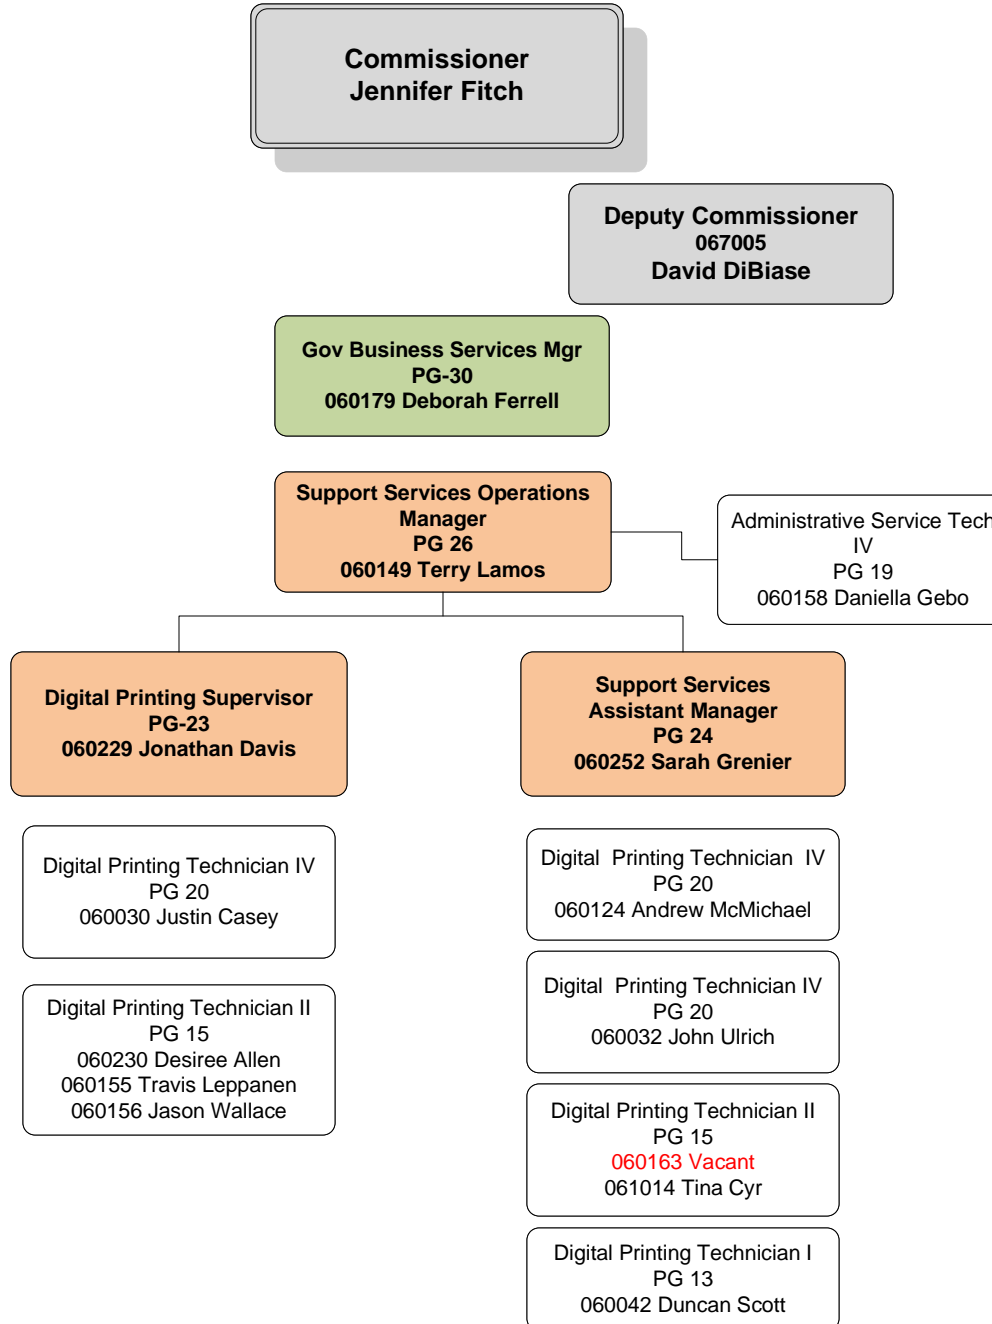 Commissioner
Jennifer Fitch
Deputy Commissioner
067005
David DiBiase
Gov Business Services Mgr
PG-30
060179 Deborah Ferrell
Support Services Operations
Manager
PG 26
060149 Terry Lamos
Administrative Service Tech
IV
PG 19
060158 Daniella Gebo
Digital Printing Supervisor
PG-23
060229 Jonathan Davis
Support Services
Assistant Manager
PG 24
060252 Sarah Grenier
Digital Printing Technician IV
PG 20
060030 Justin Casey
Digital Printing Technician II
PG 15
060230 Desiree Allen
060155 Travis Leppanen
060156 Jason Wallace
Digital  Printing Technician  IV
PG 20
060124 Andrew McMichael
Digital  Printing Technician IV
PG 20
060032 John Ulrich
Digital Printing Technician II
PG 15
060163 Vacant
061014 Tina Cyr
Digital Printing Technician I
PG 13
060042 Duncan Scott